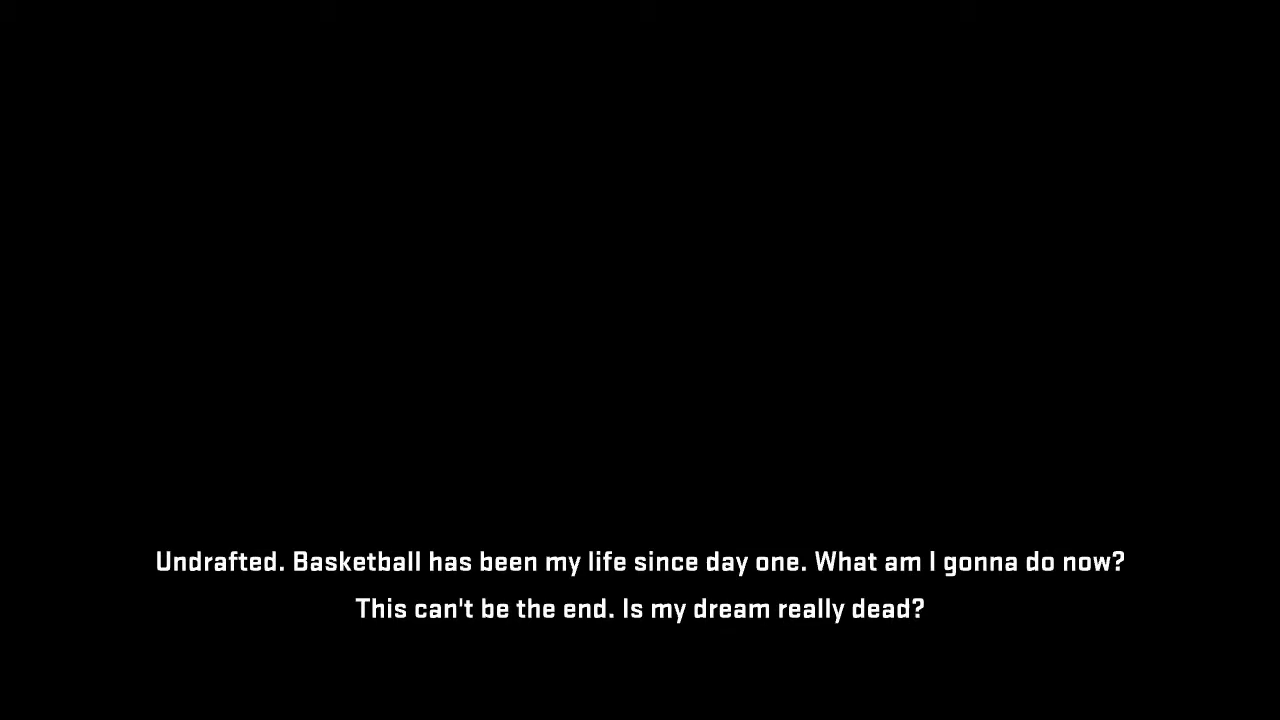 Undrafted. Basketball has been my life since day one. What am I gonna do now?
This can't be the end. Is my dream really dead?